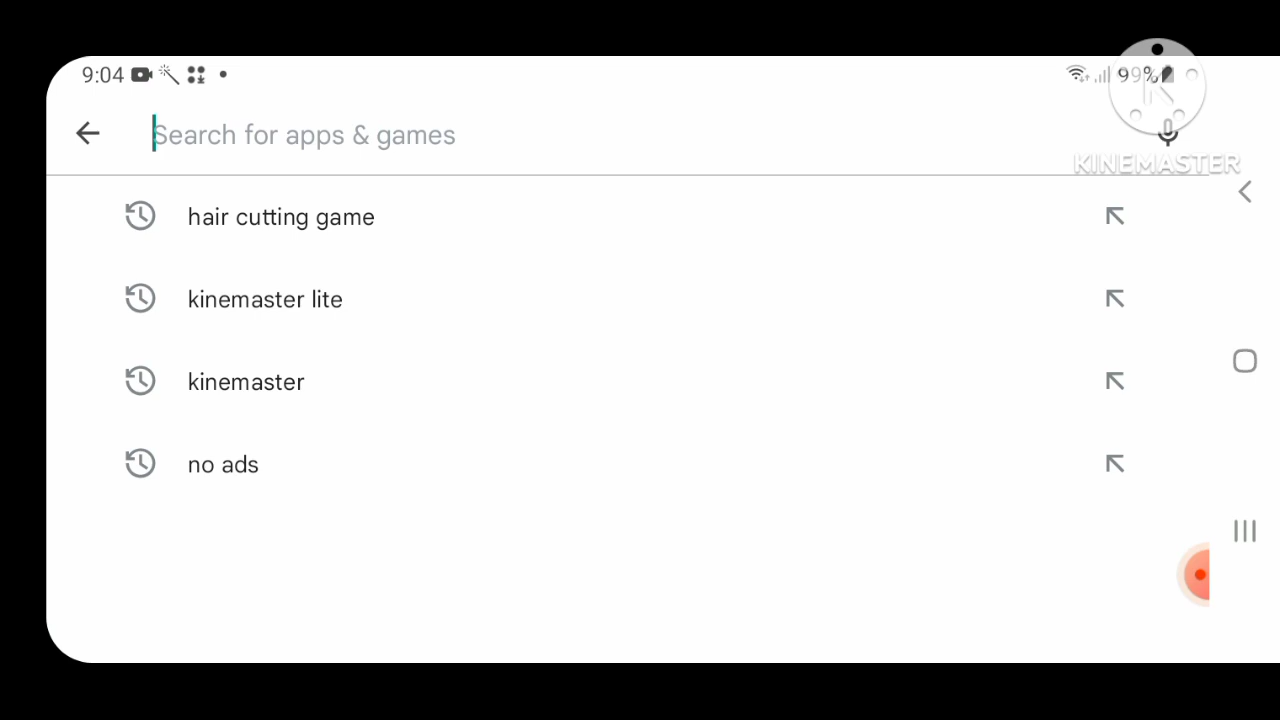 9:04
99%
Search for apps & games
KINEMASTER
hair cutting game
kinemaster lite
kinemaster
no ads